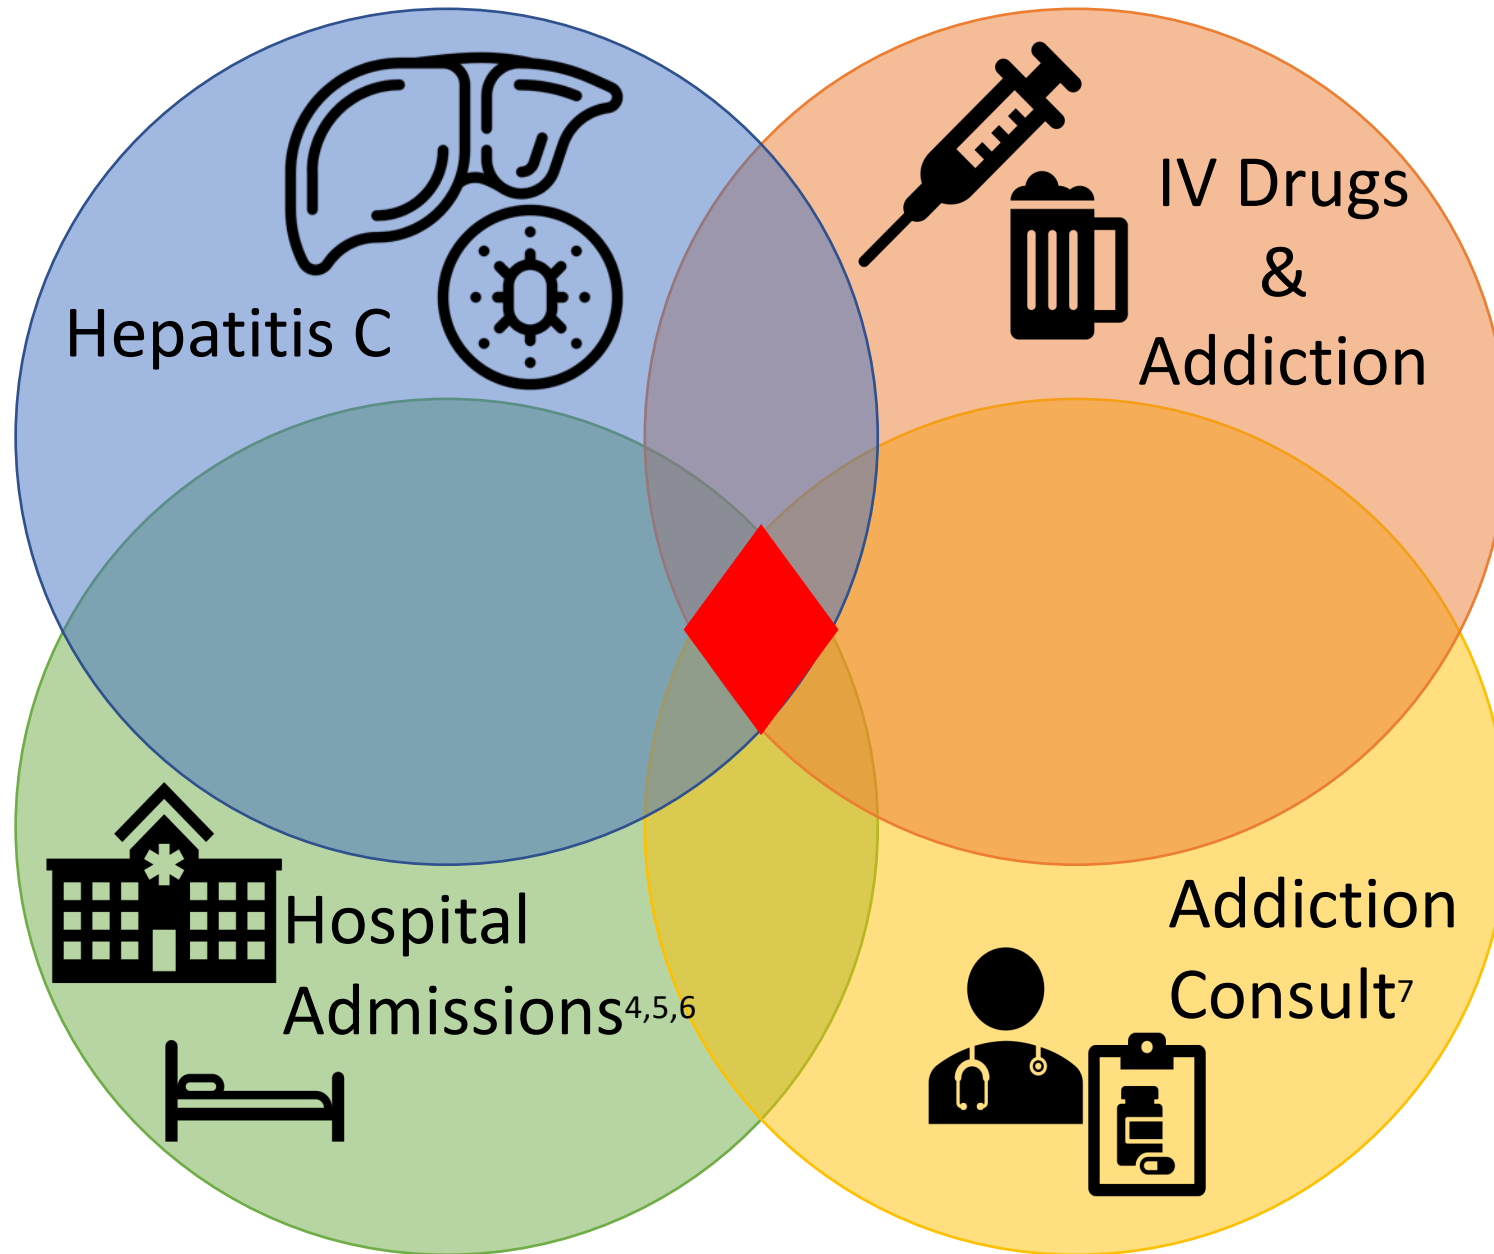 Hepatitis C
IV Drugs
&
Addiction
Hospital
Admissions4,5,6
Addiction
Consult7